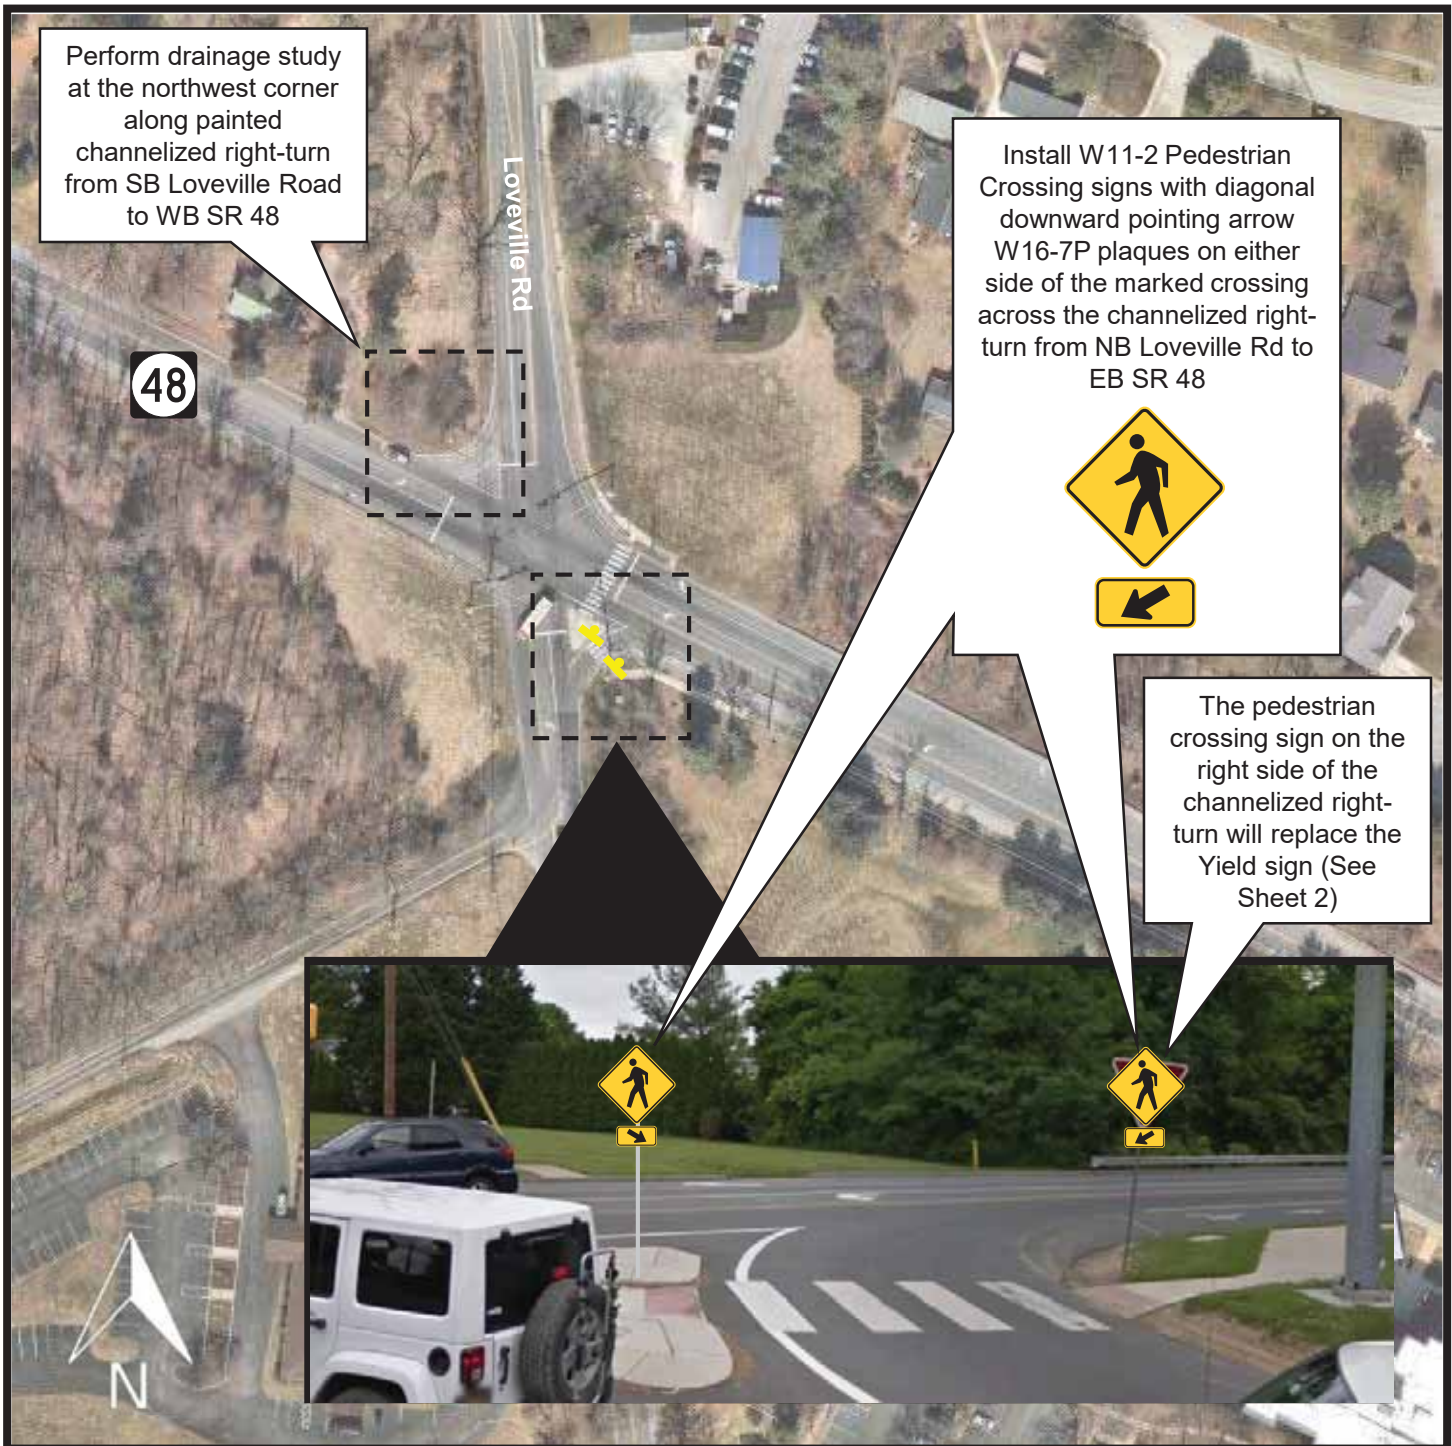 Perform drainage study
at the northwest corner
along painted
channelized right-turn
from SB Loveville Road
to WB SR 48
Loveville Rd
48
Install W11-2 Pedestrian
Crossing signs with diagonal
downward pointing arrow
W16-7P plaques on either
side of the marked crossing
across the channelized right-
turn from NB Loveville Rd to
EB SR 48
The pedestrian
crossing sign on the
right side of the
channelized right-
turn will replace the
Yield sign (See
Sheet 2)
N